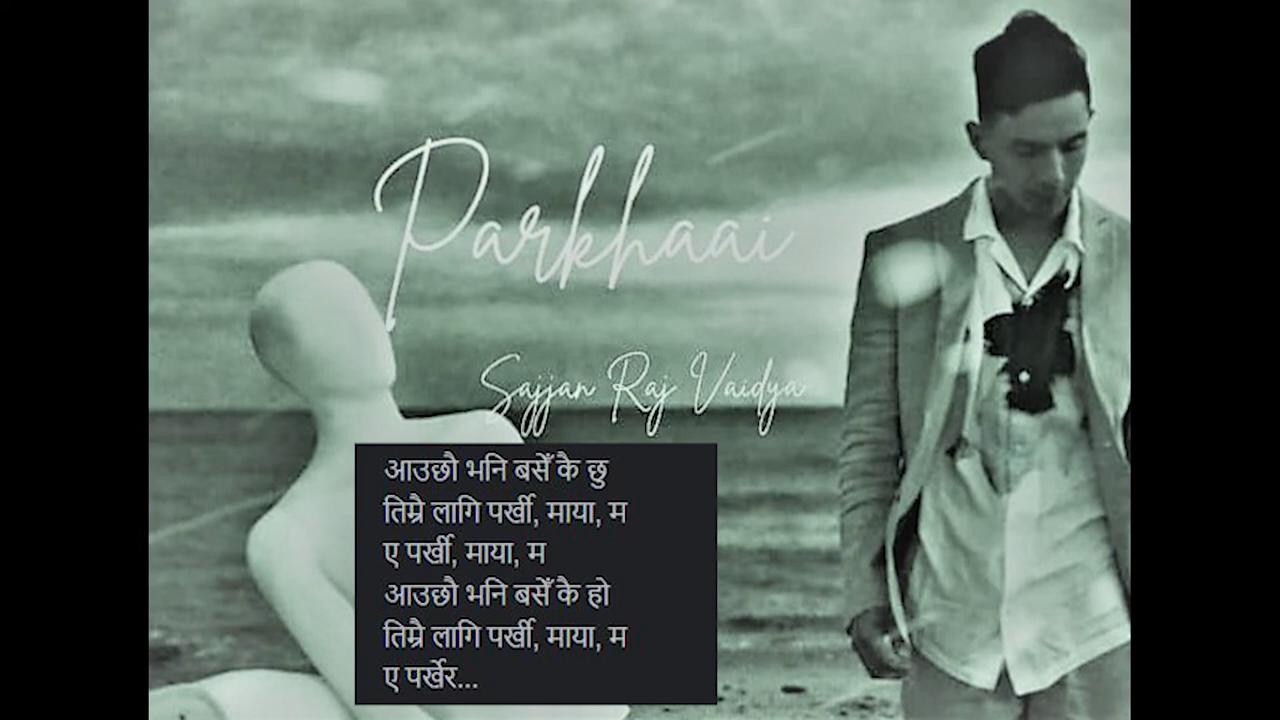 Parkhaai
Sajjan Raj Vaidya
आउछौ भनि बसेँ कै छु
तिम्रै लागि पर्खी, माया, म
ए पर्खी, माया, म
आउछौ भनि बसेँ कै हो
तिम्रै लागि पर्खी, माया, म
ए पर्खेर...